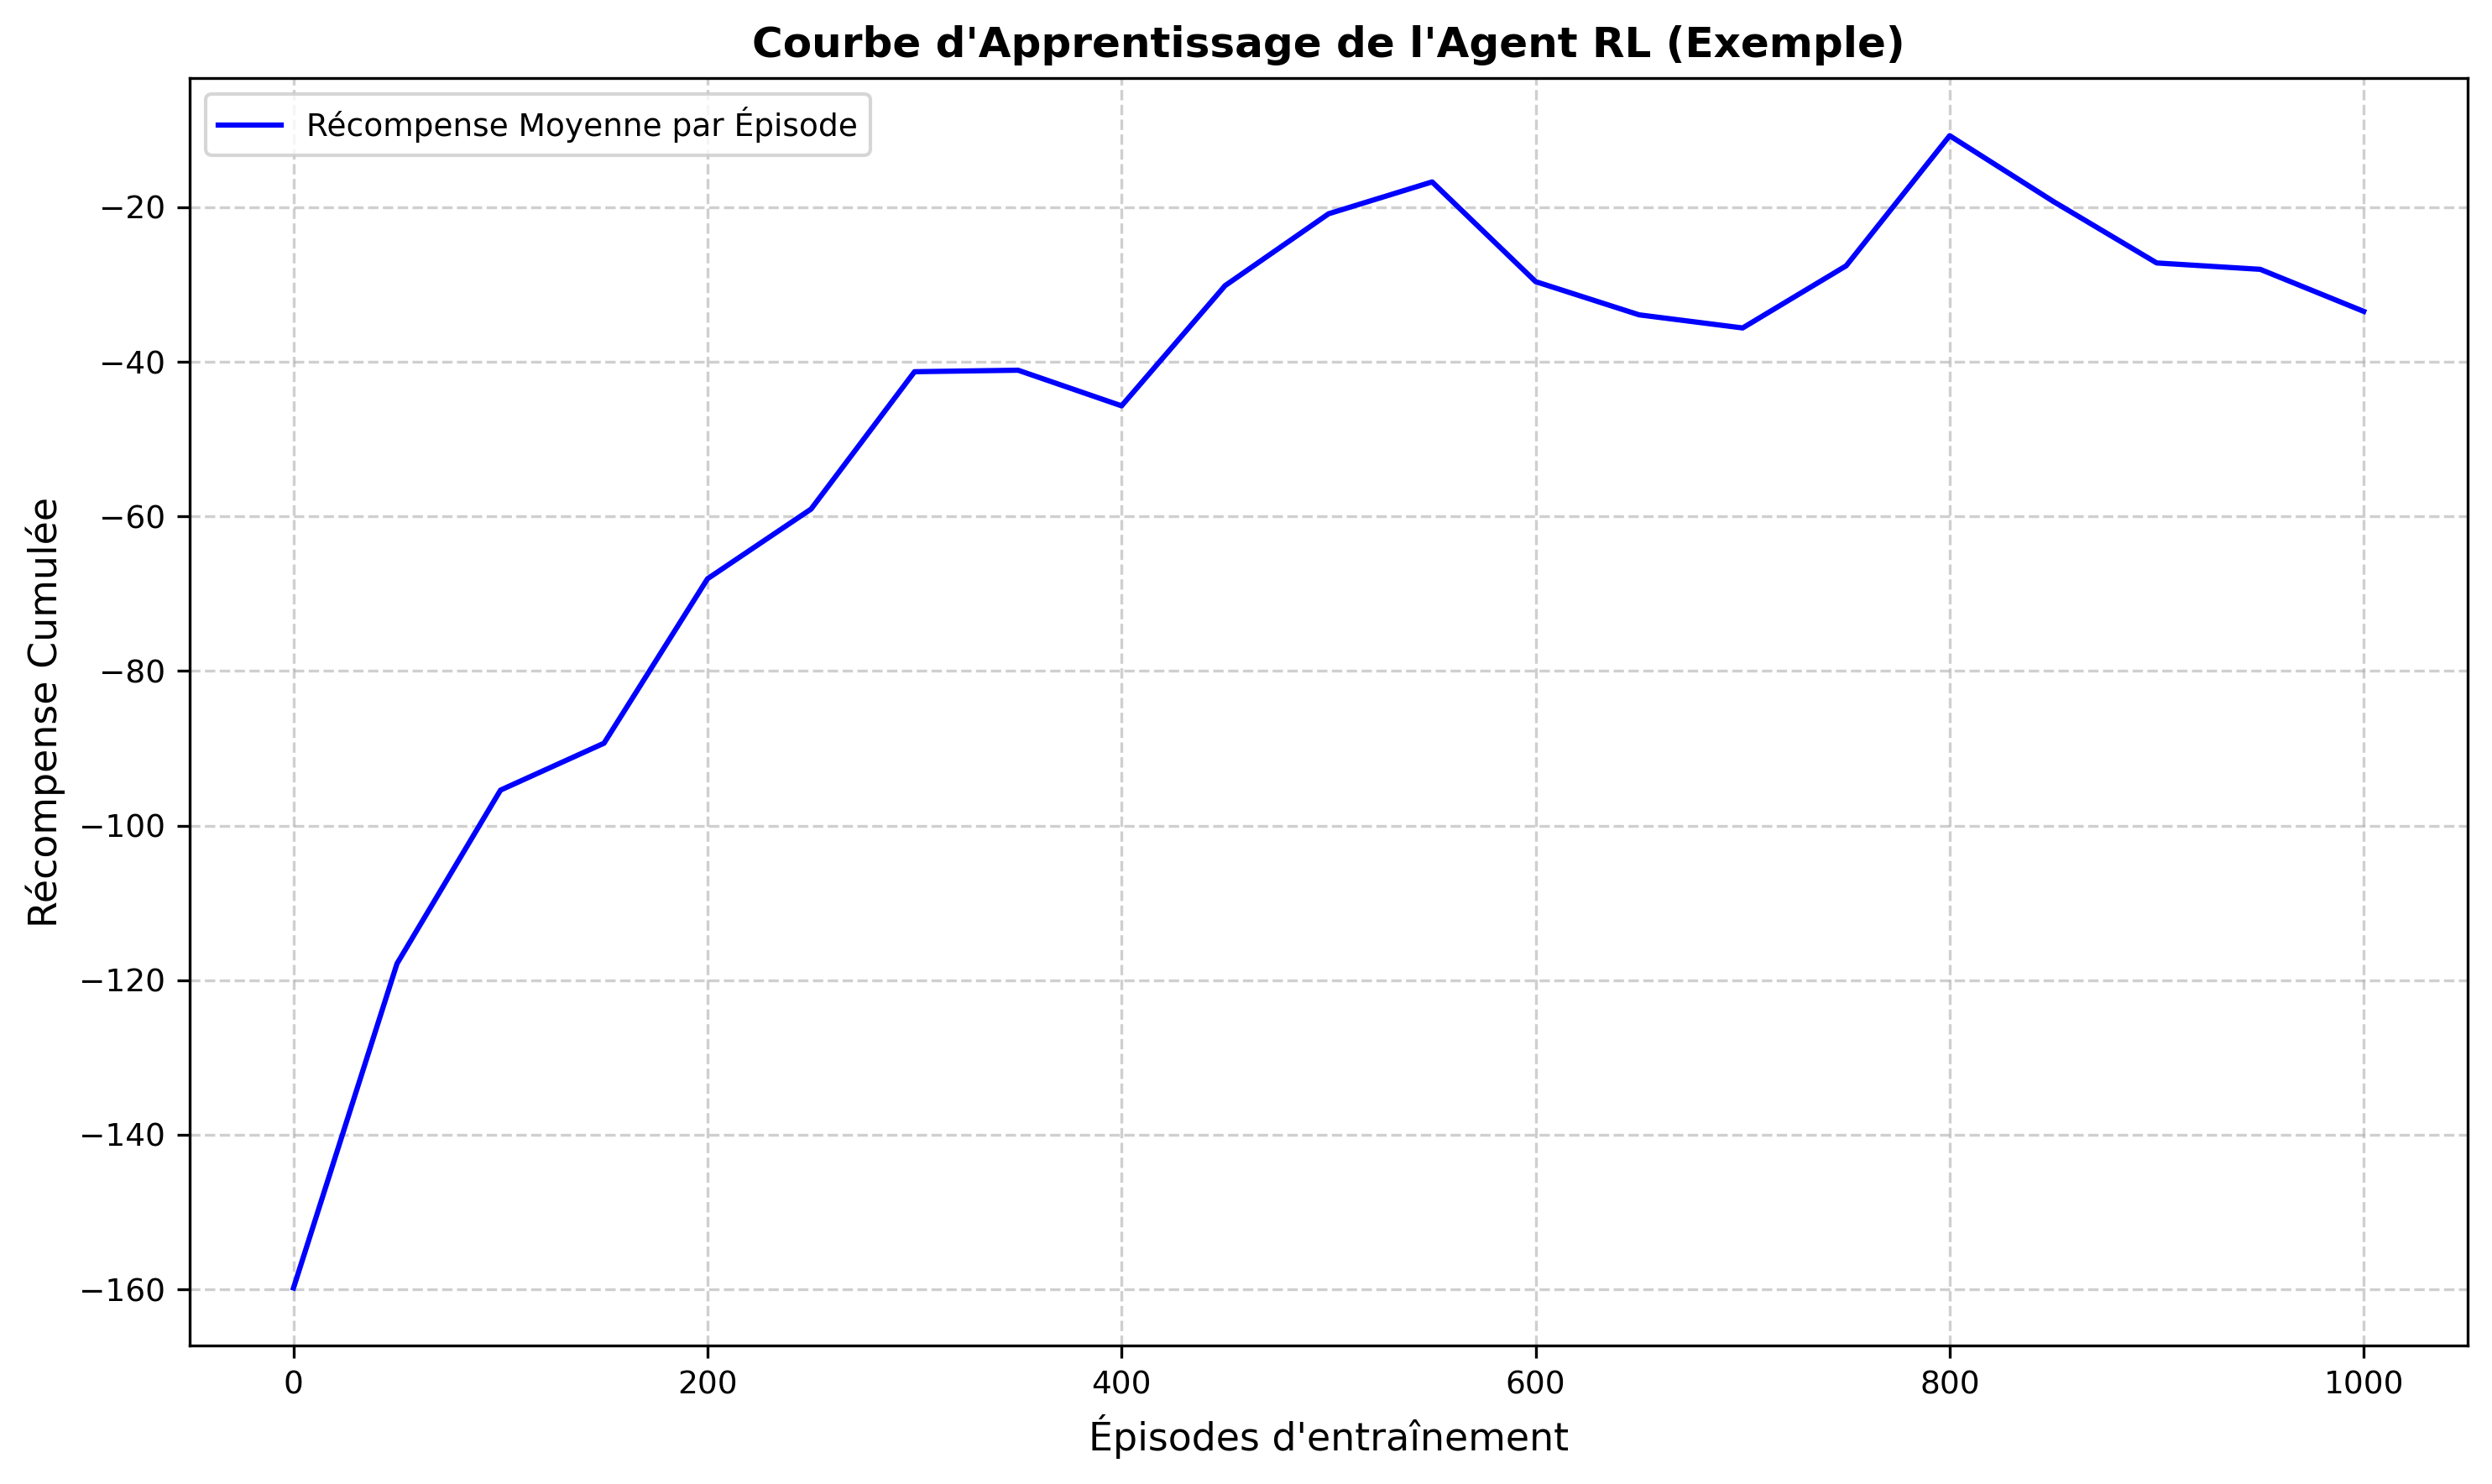 Courbe d'Apprentissage de l'Agent RL (Exemple)
Récompense Moyenne par Épisode
Récompense Cumulée
−20
−40
−60
−80
−100
−120
−140
−160
0 200 400 600 800 1000
Épisodes d'entraînement